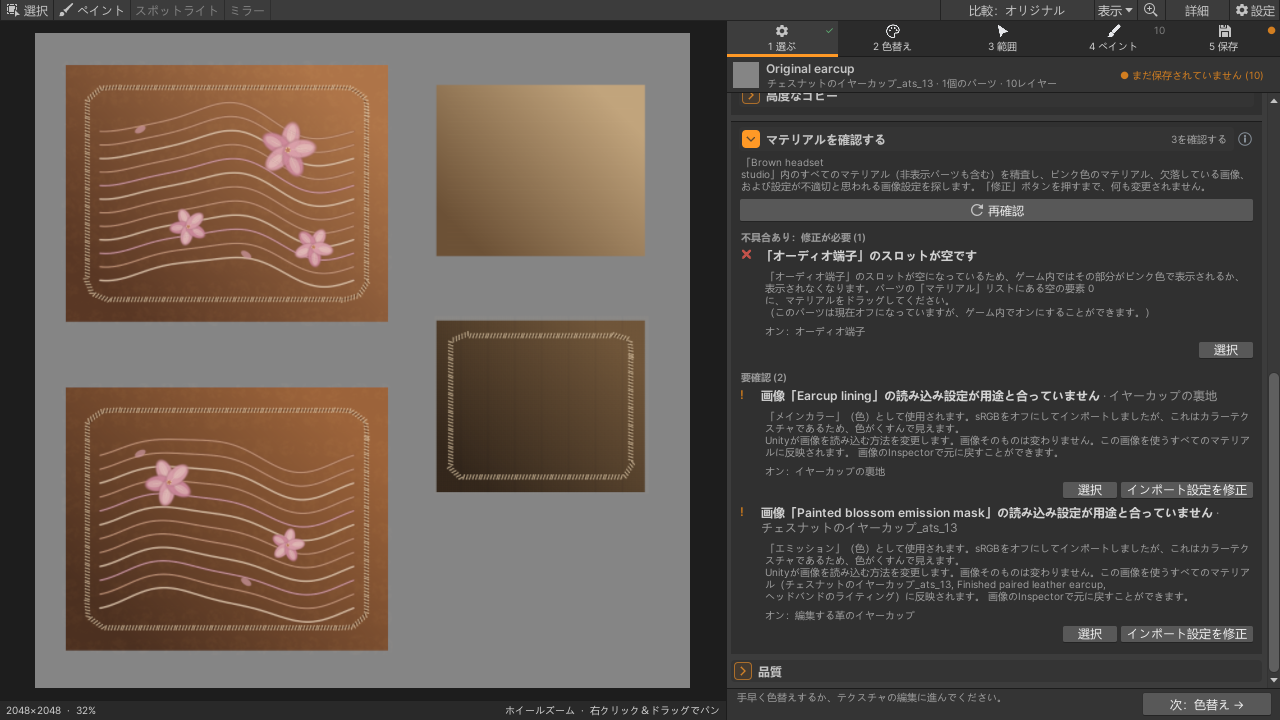 選択
ペイント
スポットライト
ミラー
比較: オリジナル
表示
詳細
設定
1 選ぶ
2 色替え
3 範囲
10
4 ペイント
5 保存
Original earcup
チェスナットのイヤーカップ_ats_13 · 1個のパーツ · 10レイヤー
まだ保存されていません (10)
高度なコピー
マテリアルを確認する
3を確認する
「Brown headset
studio」内のすべてのマテリアル（非表示パーツも含む）を精査し、ピンク色のマテリアル、欠落している画像、
および設定が不適切と思われる画像設定を探します。「修正」ボタンを押すまで、何も変更されません。
再確認
不具合あり: 修正が必要 (1)
「オーディオ端子」のスロットが空です
「オーディオ端子」のスロットが空になっているため、ゲーム内ではその部分がピンク色で表示されるか、
表示されなくなります。パーツの「マテリアル」リストにある空の要素 0
に、マテリアルをドラッグしてください。
（このパーツは現在オフになっていますが、ゲーム内でオンにすることができます。)
オン: オーディオ端子
選択
要確認 (2)
! 画像「Earcup lining」の読み込み設定が用途と合っていません · イヤーカップの裏地
「メインカラー」（色）として使用されます。sRGBをオフにしてインポートしましたが、これはカラーテク
スチャであるため、色がくすんで見えます。
Unityが画像を読み込む方法を変更します。画像そのものは変わりません。この画像を使うすべてのマテリア
ルに反映されます。 画像のInspectorで元に戻すことができます。
オン: イヤーカップの裏地
選択
インポート設定を修正
! 画像「Painted blossom emission mask」の読み込み設定が用途と合っていません ·
チェスナットのイヤーカップ_ats_13
「エミッション」（色）として使用されます。sRGBをオフにしてインポートしましたが、これはカラーテク
スチャであるため、色がくすんで見えます。
Unityが画像を読み込む方法を変更します。画像そのものは変わりません。この画像を使うすべてのマテリア
ル（チェスナットのイヤーカップ_ats_13, Finished paired leather earcup,
ヘッドバンドのライティング）に反映されます。 画像のInspectorで元に戻すことができます。
オン: 編集する革のイヤーカップ
選択
インポート設定を修正
品質
手早く色替えするか、テクスチャの編集に進んでください。
次: 色替え →
2048×2048 · 32%
ホイールズーム · 右クリック＆ドラッグでパン